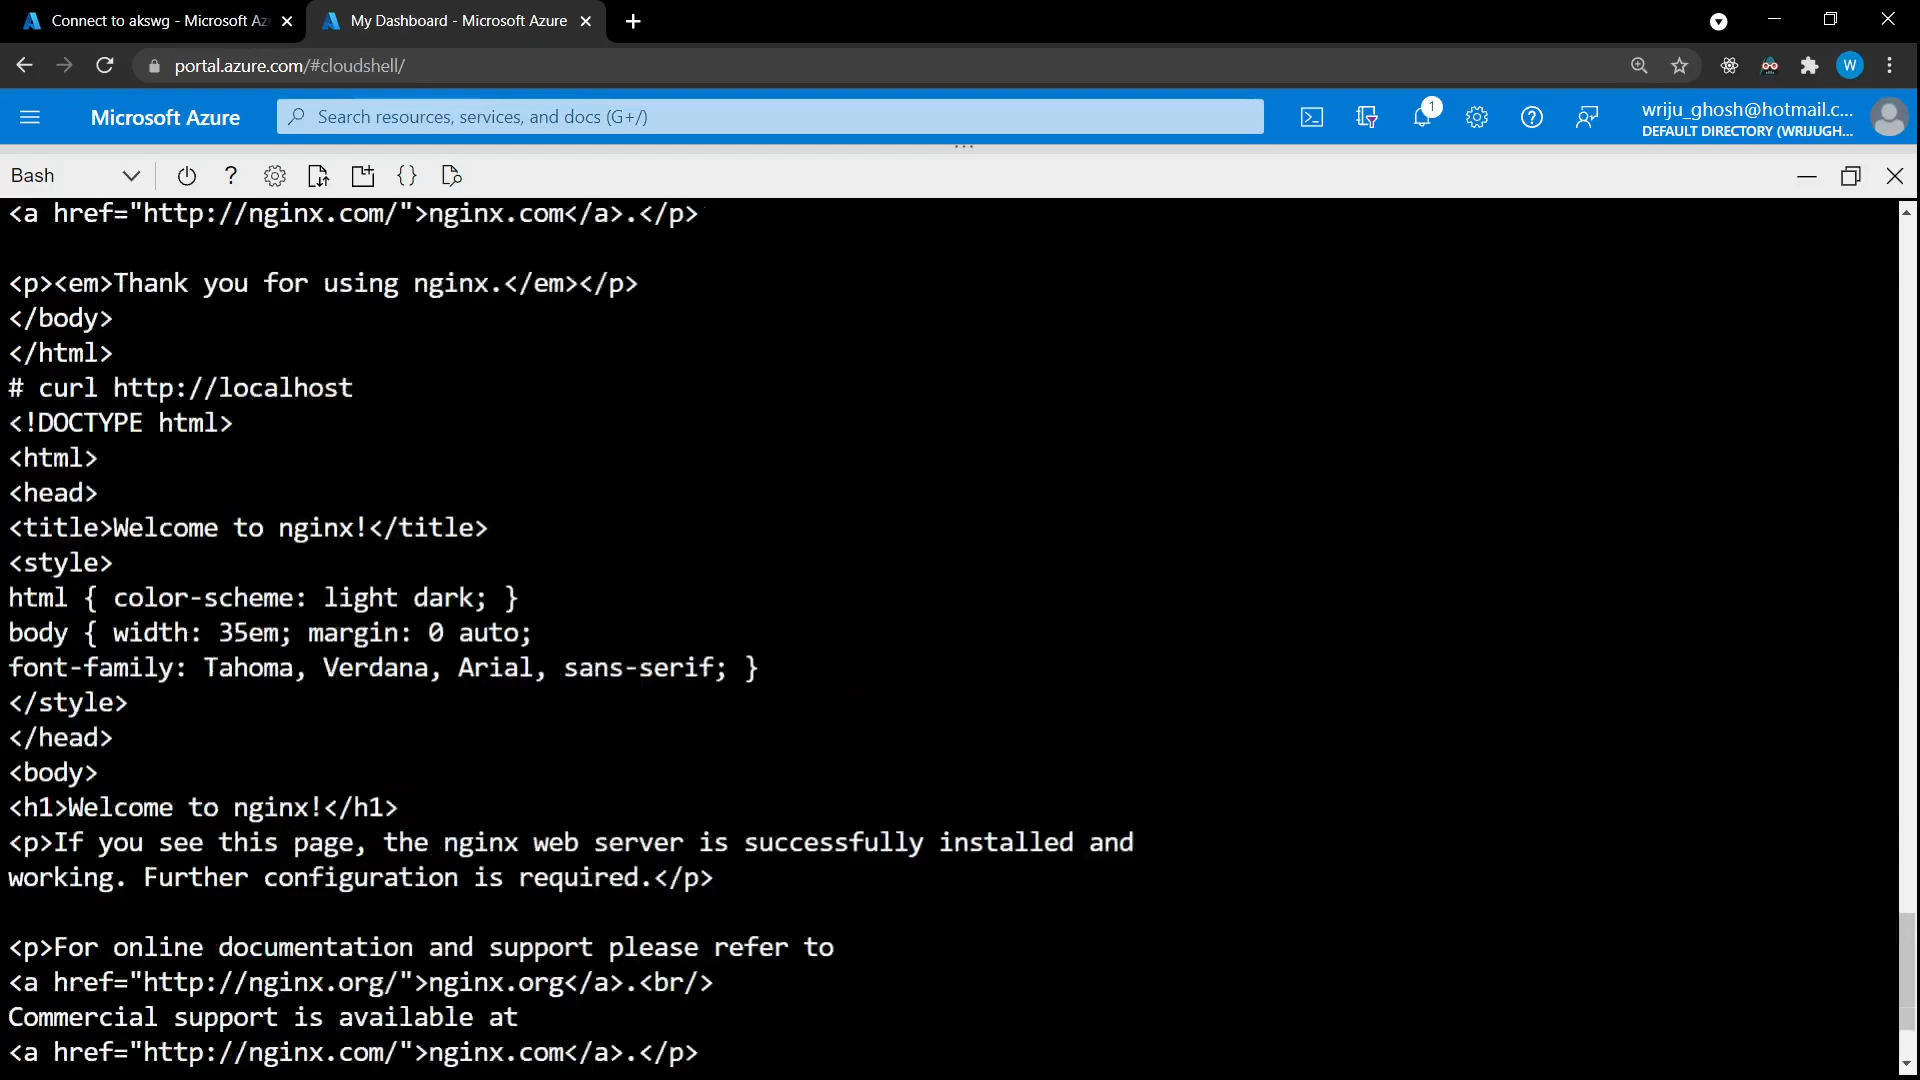 Connect to akswg - Microsoft Az
My Dashboard - Microsoft Azure
portal.azure.com/#cloudshell/
W
Microsoft Azure
Search resources, services, and docs (G+/)
1
wriju_ghosh@hotmail.c...
DEFAULT DIRECTORY (WRIJUGH...
Bash
<a href="http://nginx.com/">nginx.com</a>.</p>
<p><em>Thank you for using nginx.</em></p>
</body>
</html>
# curl http://localhost
<!DOCTYPE html>
<html>
<head>
<title>Welcome to nginx!</title>
<style>
html { color-scheme: light dark; }
body { width: 35em; margin: 0 auto;
font-family: Tahoma, Verdana, Arial, sans-serif; }
</style>
</head>
<body>
<h1>Welcome to nginx!</h1>
<p>If you see this page, the nginx web server is successfully installed and
working. Further configuration is required.</p>
<p>For online documentation and support please refer to
<a href="http://nginx.org/">nginx.org</a>.<br/>
Commercial support is available at
<a href="http://nginx.com/">nginx.com</a>.</p>